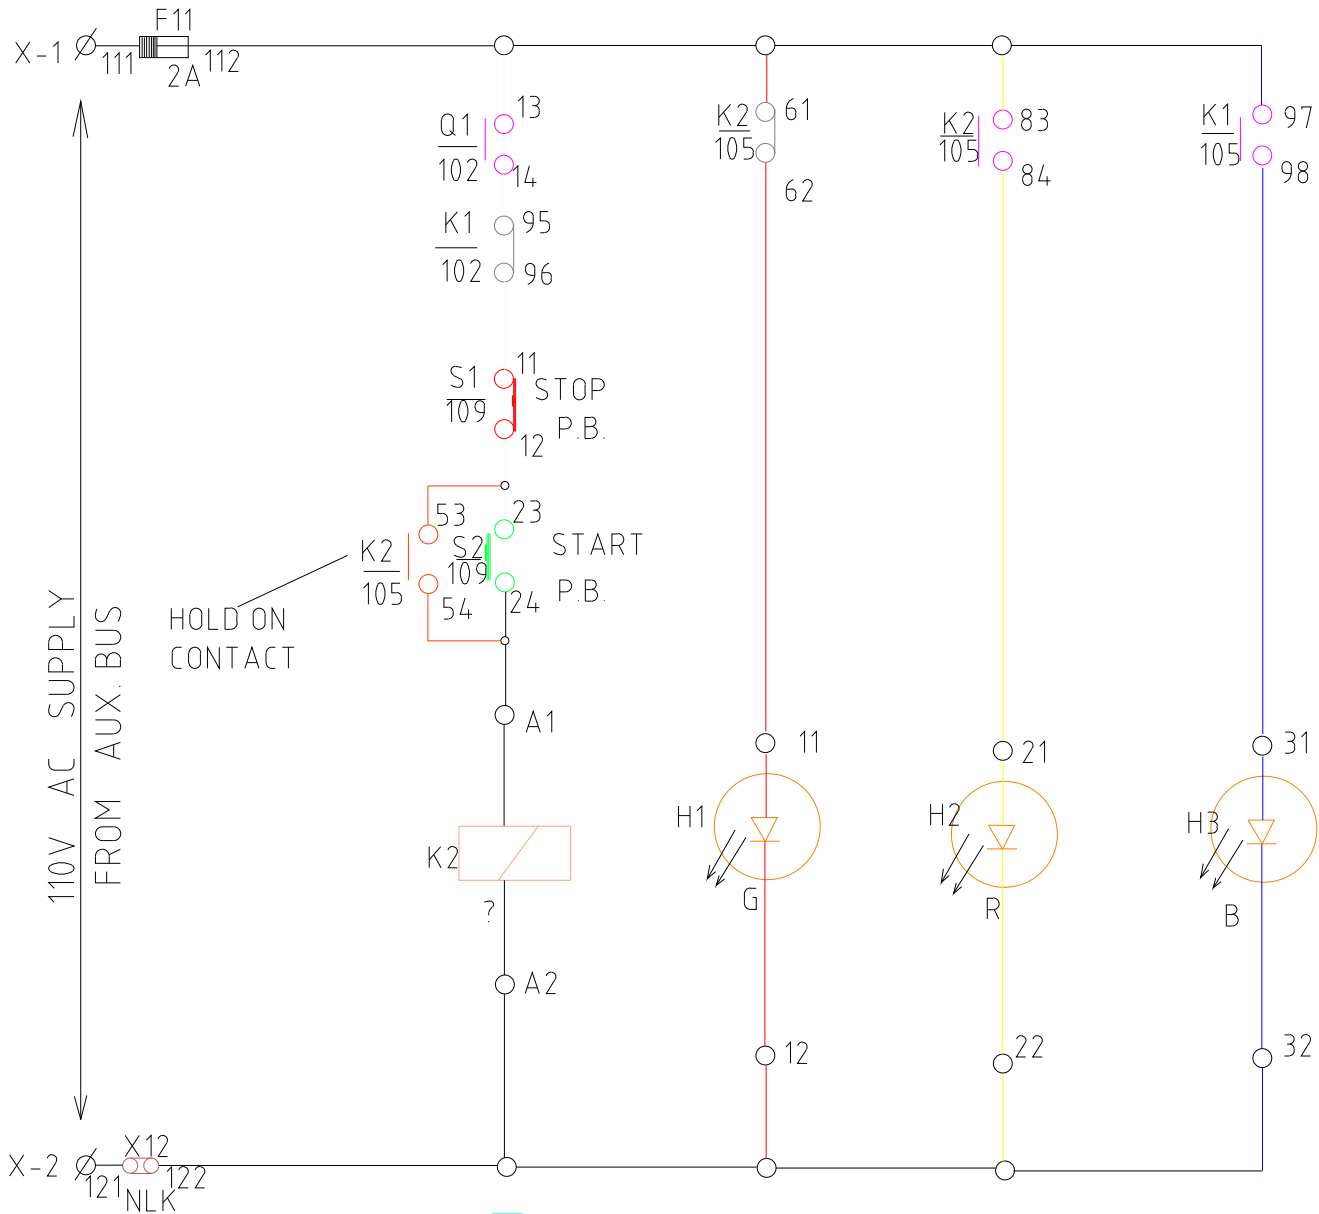 F11
X-1
111
112
2A
13
Q1
102
14
K1
102
95
96
11
S1
109
STOP
P.B.
12
53
23
K2
105
S2
109
START
P.B.
54
24
HOLD ON
CONTACT
110V AC SUPPLY
FROM AUX. BUS
A1
K2
?
A2
K2
105
61
62
11
H1
G
12
K2
105
83
84
21
H2
R
22
K1
105
97
98
31
H3
B
32
X-2
X12
121
122
NLK